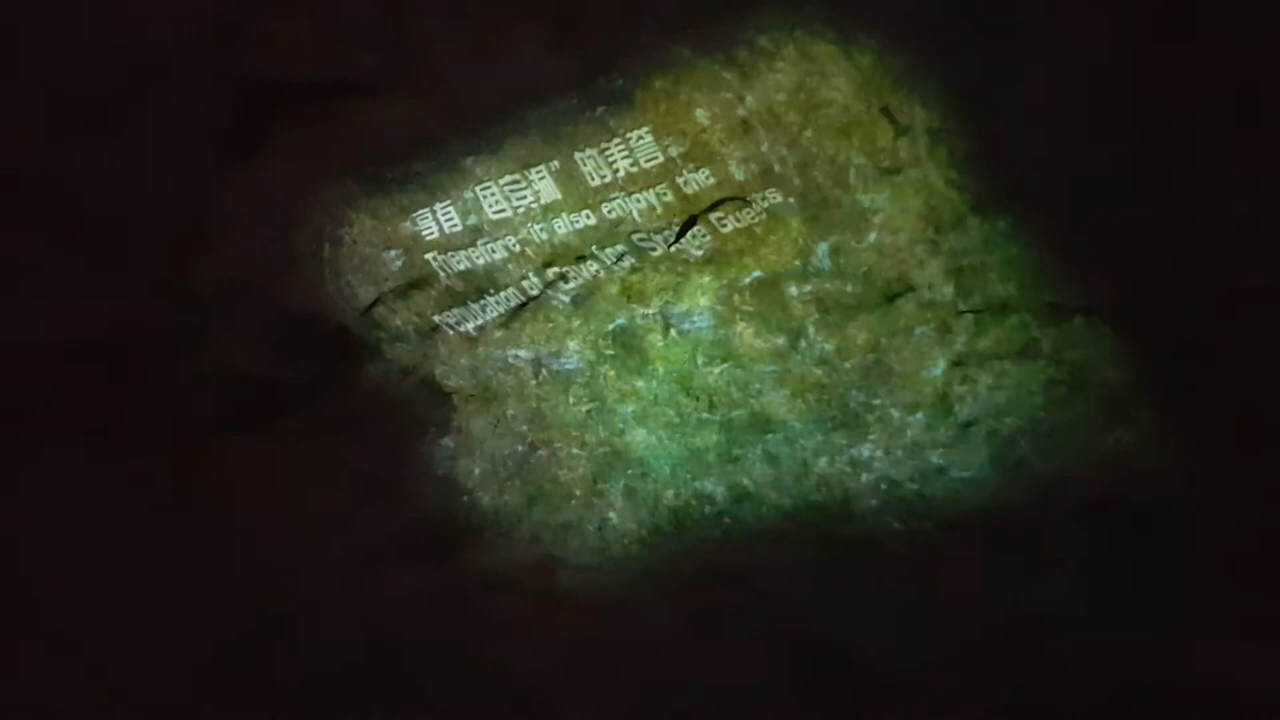 享有“国宾洞”的美誉。
Therefore it also enjoys the
reputation of Cave for State Guests.